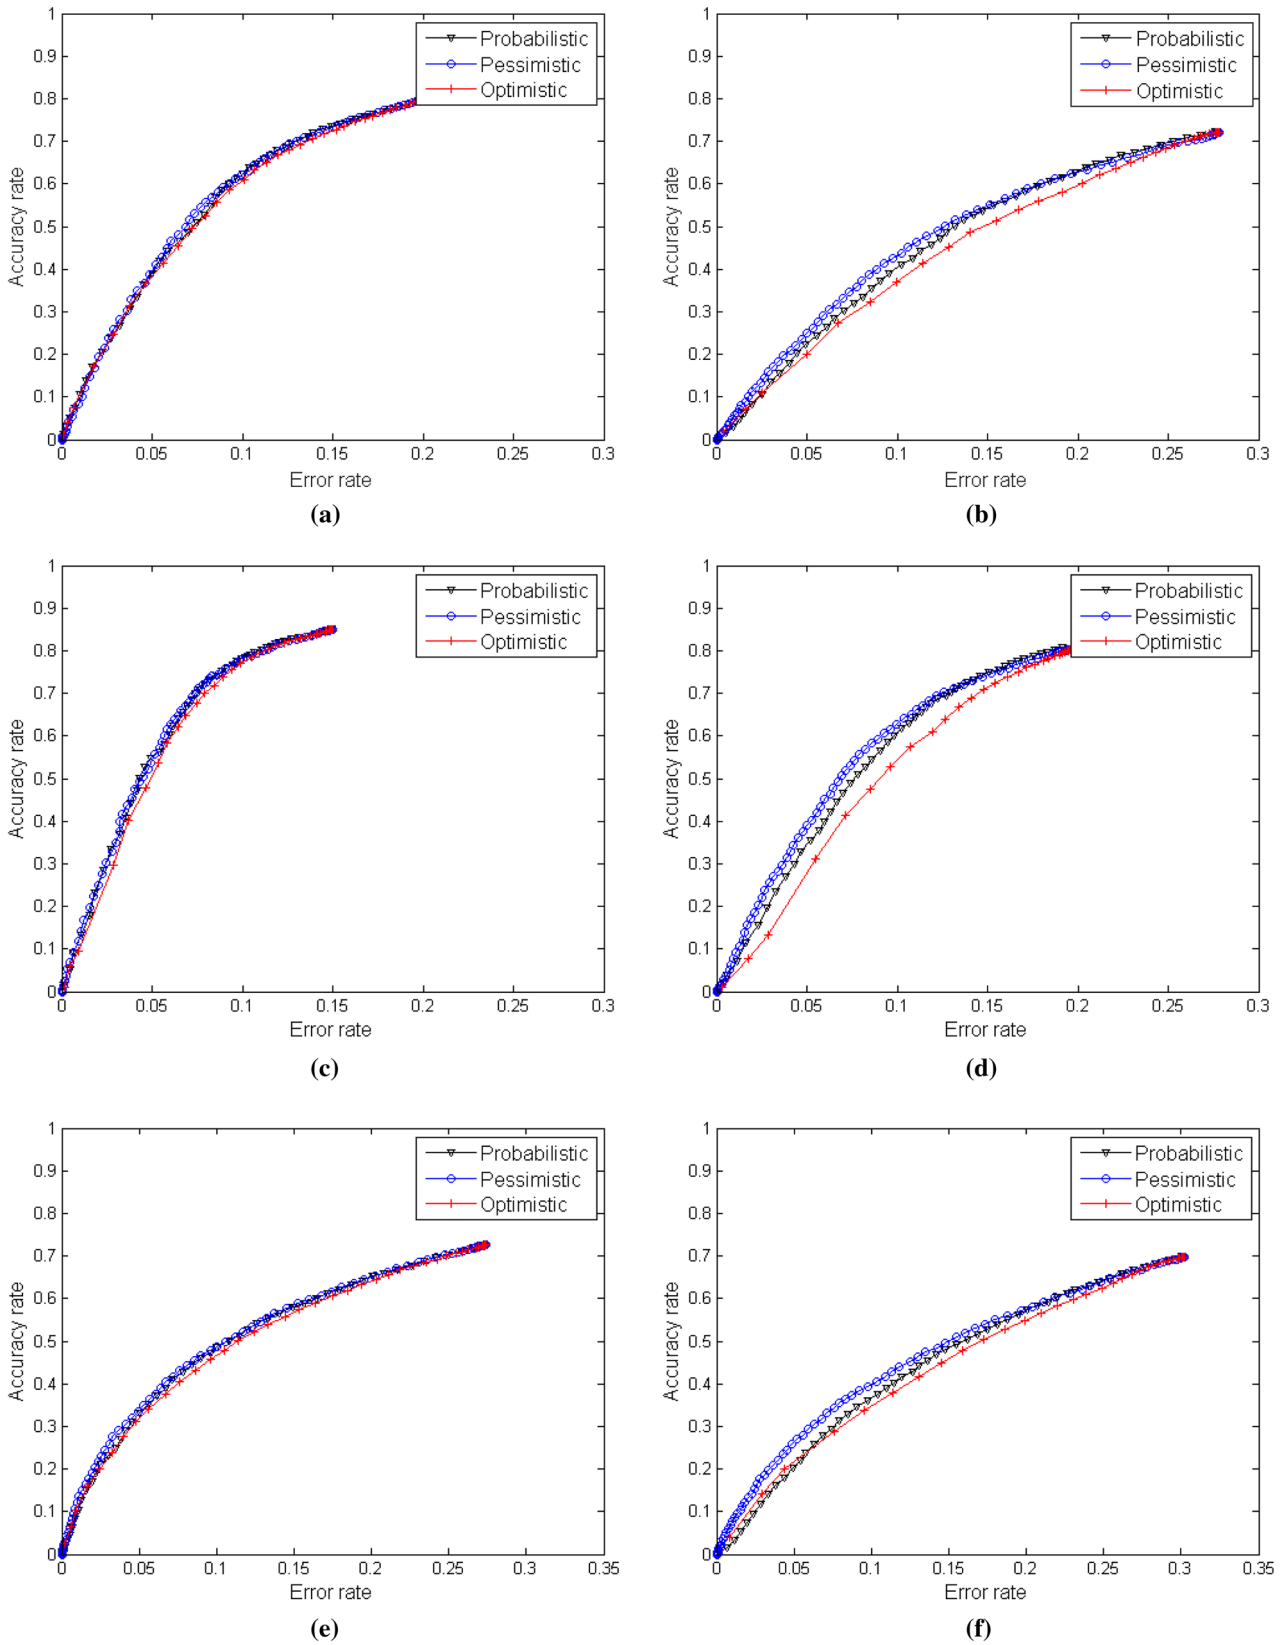 1
0.9
0.8
0.7
0.6
0.5
0.4
0.3
0.2
0.1
0
Accuracy rate
Probabilistic
Pessimistic
Optimistic
0 0.05 0.1 0.15 0.2 0.25 0.3
Error rate
(a)
1
0.9
0.8
0.7
0.6
0.5
0.4
0.3
0.2
0.1
0
Accuracy rate
Probabilistic
Pessimistic
Optimistic
0 0.05 0.1 0.15 0.2 0.25 0.3
Error rate
(b)
1
0.9
0.8
0.7
0.6
0.5
0.4
0.3
0.2
0.1
0
Accuracy rate
Probabilistic
Pessimistic
Optimistic
0 0.05 0.1 0.15 0.2 0.25 0.3
Error rate
(c)
1
0.9
0.8
0.7
0.6
0.5
0.4
0.3
0.2
0.1
0
Accuracy rate
Probabilistic
Pessimistic
Optimistic
0 0.05 0.1 0.15 0.2 0.25 0.3
Error rate
(d)
1
0.9
0.8
0.7
0.6
0.5
0.4
0.3
0.2
0.1
0
Accuracy rate
Probabilistic
Pessimistic
Optimistic
0 0.05 0.1 0.15 0.2 0.25 0.3 0.35
Error rate
(e)
1
0.9
0.8
0.7
0.6
0.5
0.4
0.3
0.2
0.1
0
Accuracy rate
Probabilistic
Pessimistic
Optimistic
0 0.05 0.1 0.15 0.2 0.25 0.3 0.35
Error rate
(f)